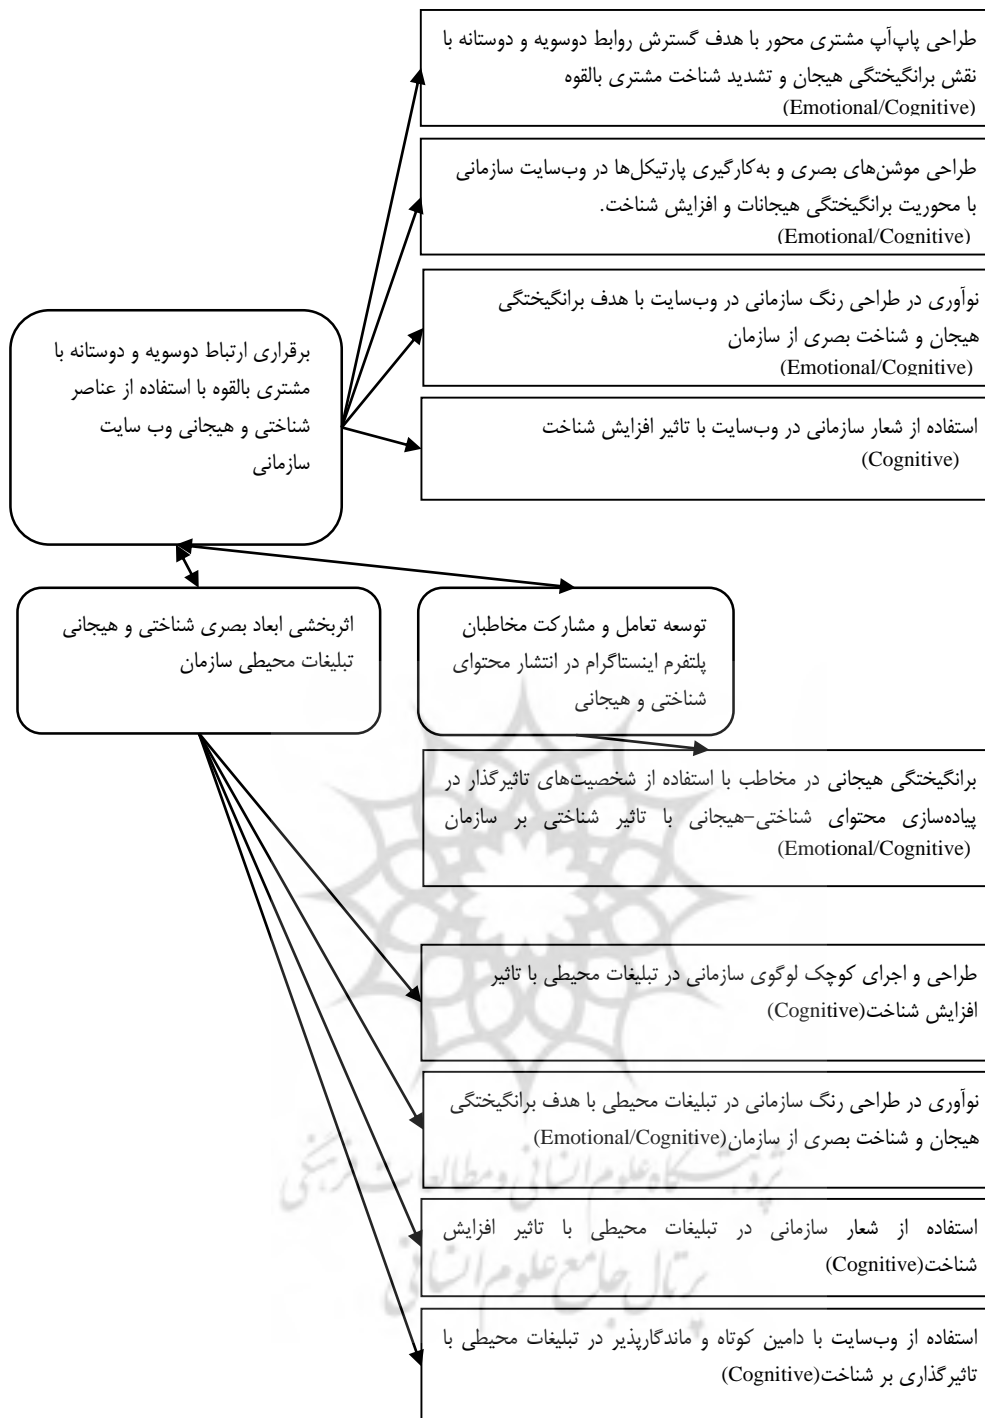 طراحی پاپ‌آپ مشتری محور با هدف گسترش روابط دوسویه و دوستانه با
نقش برانگیختگی هیجان و تشدید شناخت مشتری بالقوه
(Emotional/Cognitive)
طراحی موشن‌های بصری و به‌کارگیری پارتیکل‌ها در وب‌سایت سازمانی
با محوریت برانگیختگی هیجانات و افزایش شناخت.
(Emotional/Cognitive)
نوآوری در طراحی رنگ سازمانی در وب‌سایت با هدف برانگیختگی
هیجان و شناخت بصری از سازمان
(Emotional/Cognitive)
استفاده از شعار سازمانی در وب‌سایت با تاثیر افزایش شناخت
(Cognitive)
برقراری ارتباط دوسویه و دوستانه با
مشتری بالقوه با استفاده از عناصر
شناختی و هیجانی وب سایت
سازمانی
توسعه تعامل و مشارکت مخاطبان
پلتفرم اینستاگرام در انتشار محتوای
شناختی و هیجانی
اثربخشی ابعاد بصری شناختی و هیجانی
تبلیغات محیطی سازمان
برانگیختگی هیجانی در مخاطب با استفاده از شخصیت‌های تاثیرگذار در
پیاده‌سازی محتوای شناختی–هیجانی با تاثیر شناختی بر سازمان
(Emotional/Cognitive)
طراحی و اجرای کوچک لوگوی سازمانی در تبلیغات محیطی با تاثیر
افزایش شناخت(Cognitive)
نوآوری در طراحی رنگ سازمانی در تبلیغات محیطی با هدف برانگیختگی
هیجان و شناخت بصری از سازمان(Emotional/Cognitive)
پژوهشگاه علوم انسانی و مطالعات فرهنگی
استفاده از شعار سازمانی در تبلیغات محیطی با تاثیر افزایش
شناخت(Cognitive)
پرتال جامع علوم انسانی
استفاده از وب‌سایت با دامین کوتاه و ماندگارپذیر در تبلیغات محیطی با
تاثیرگذاری بر شناخت(Cognitive)